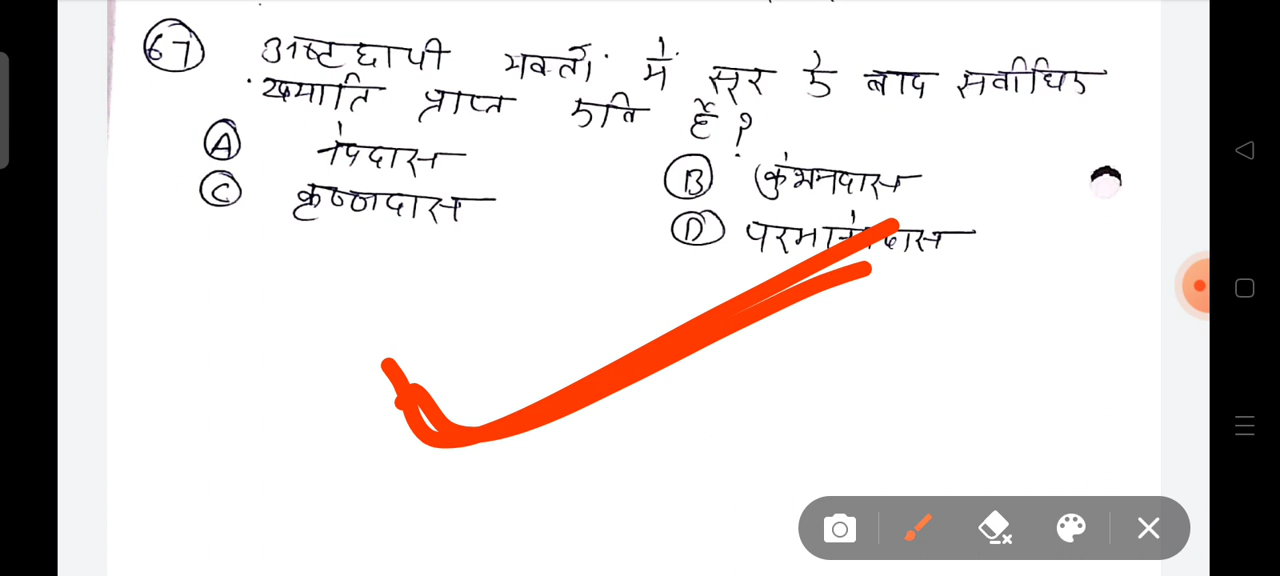 67 अष्टछापी भक्तों में सूर के बाद सर्वाधिक
ख्याति प्राप्त कवि हैं ?
A नंददास
B कुंभनदास
C कृष्णदास
D परमानंददास